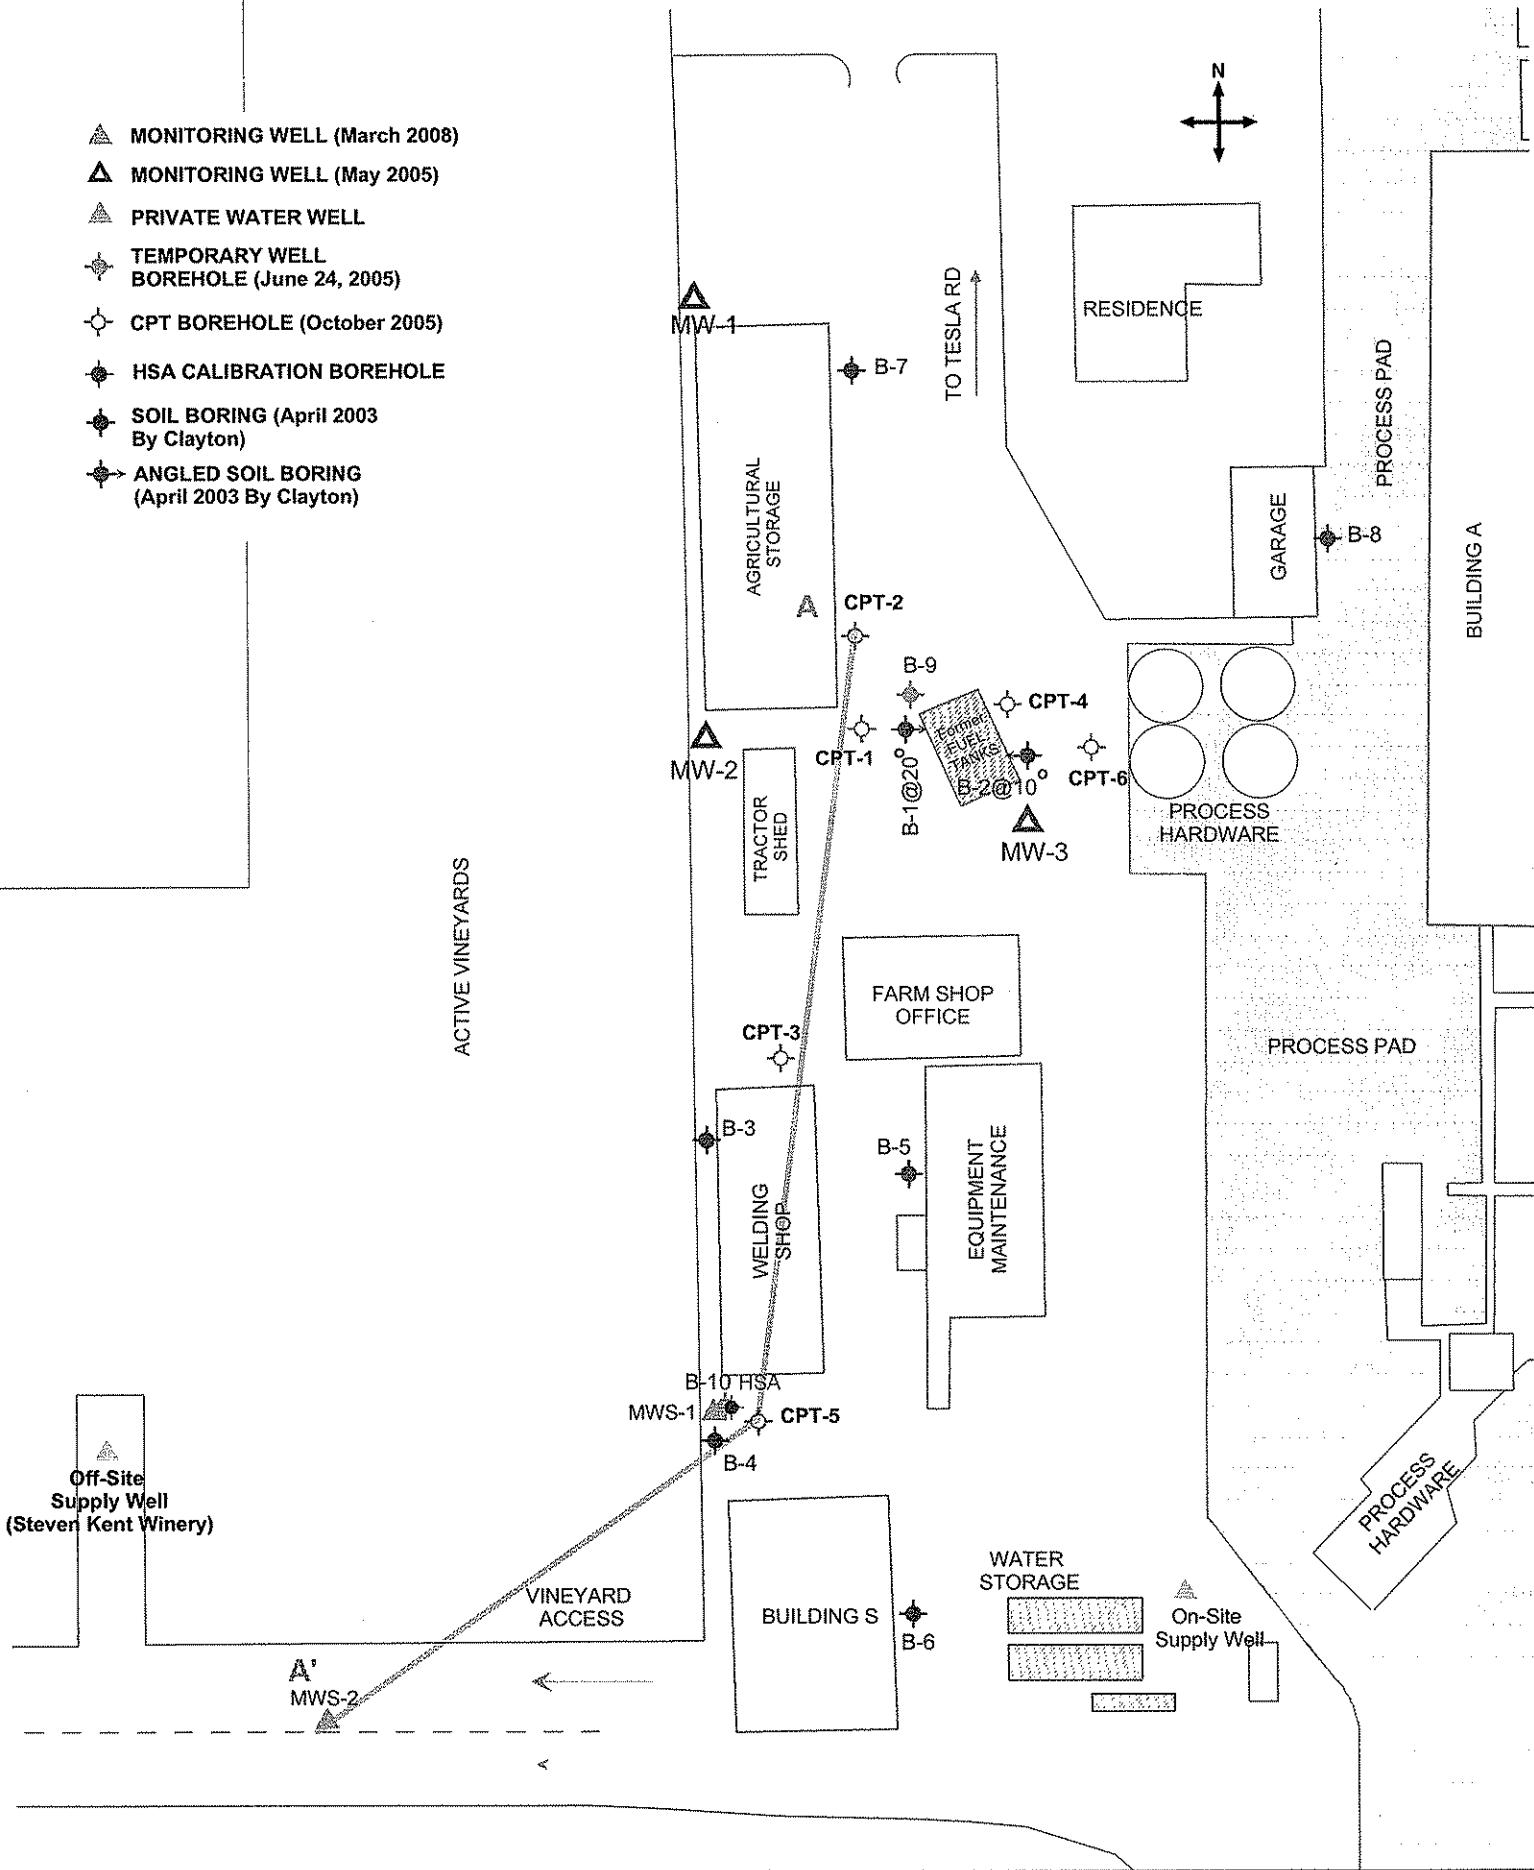 N
MONITORING WELL (March 2008)
MONITORING WELL (May 2005)
PRIVATE WATER WELL
TEMPORARY WELL
BOREHOLE (June 24, 2005)
CPT BOREHOLE (October 2005)
HSA CALIBRATION BOREHOLE
SOIL BORING (April 2003
By Clayton)
ANGLED SOIL BORING
(April 2003 By Clayton)
MW-1
B-7
TO TESLA RD
RESIDENCE
PROCESS PAD
AGRICULTURAL
STORAGE
GARAGE
B-8
BUILDING A
A
CPT-2
B-9
CPT-4
CPT-1
Former
FUEL
TANKS
B-1@20°
B-2@10°
CPT-6
MW-2
MW-3
PROCESS
HARDWARE
TRACTOR
SHED
ACTIVE VINEYARDS
FARM SHOP
OFFICE
CPT-3
PROCESS PAD
B-3
B-5
WELDING
SHOP
EQUIPMENT
MAINTENANCE
B-10 HSA
MWS-1
CPT-5
B-4
Off-Site
Supply Well
(Steven Kent Winery)
PROCESS
HARDWARE
VINEYARD
ACCESS
BUILDING S
B-6
WATER
STORAGE
On-Site
Supply Well
A'
MWS-2